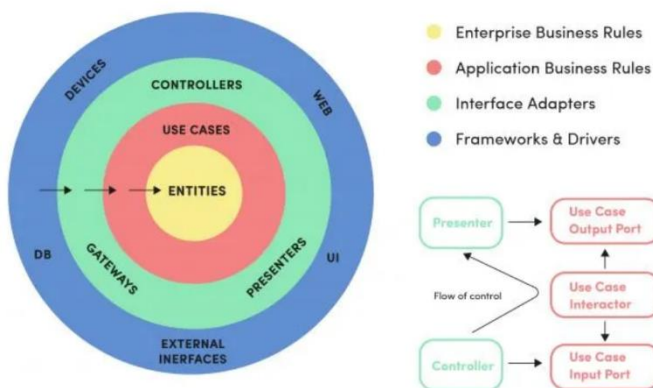 DEVICES
CONTROLLERS
WEB
USE CASES
ENTITIES
DB
GATEWAYS
PRESENTERS
UI
EXTERNAL
INERFACES
Enterprise Business Rules
Application Business Rules
Interface Adapters
Frameworks & Drivers
Presenter
Use Case
Output Port
Flow of control
Use Case
Interactor
Controller
Use Case
Input Port